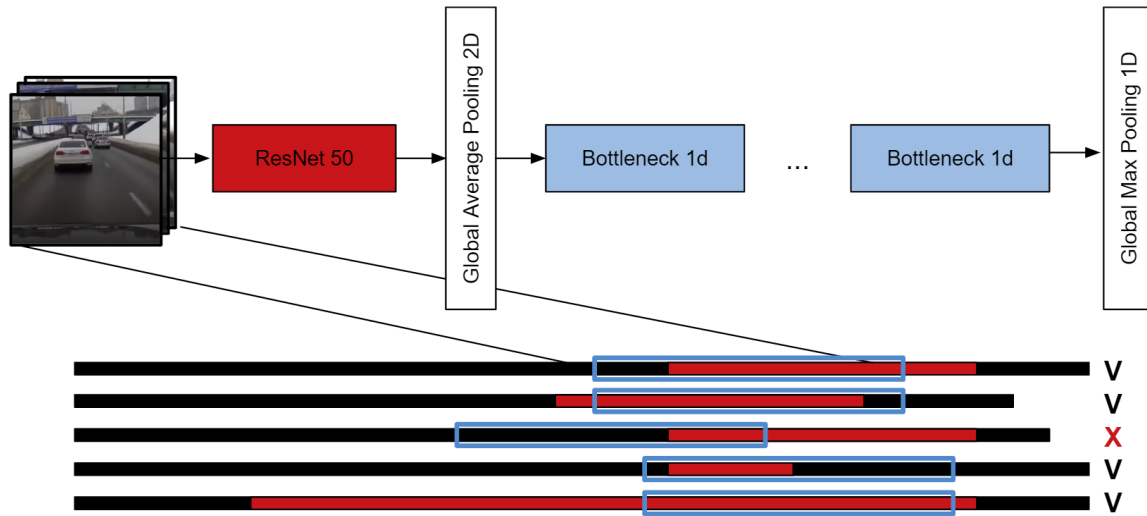 ResNet 50
Global Average Pooling 2D
Bottleneck 1d
...
Bottleneck 1d
Global Max Pooling 1D
V
V
X
V
V